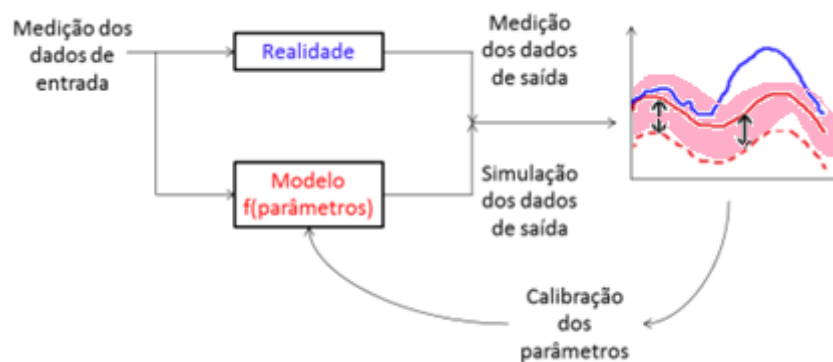 Medição dos
dados de
entrada
Realidade
Medição
dos dados
de saída
Modelo
f(parâmetros)
Simulação
dos dados
de saída
Calibração
dos
parâmetros